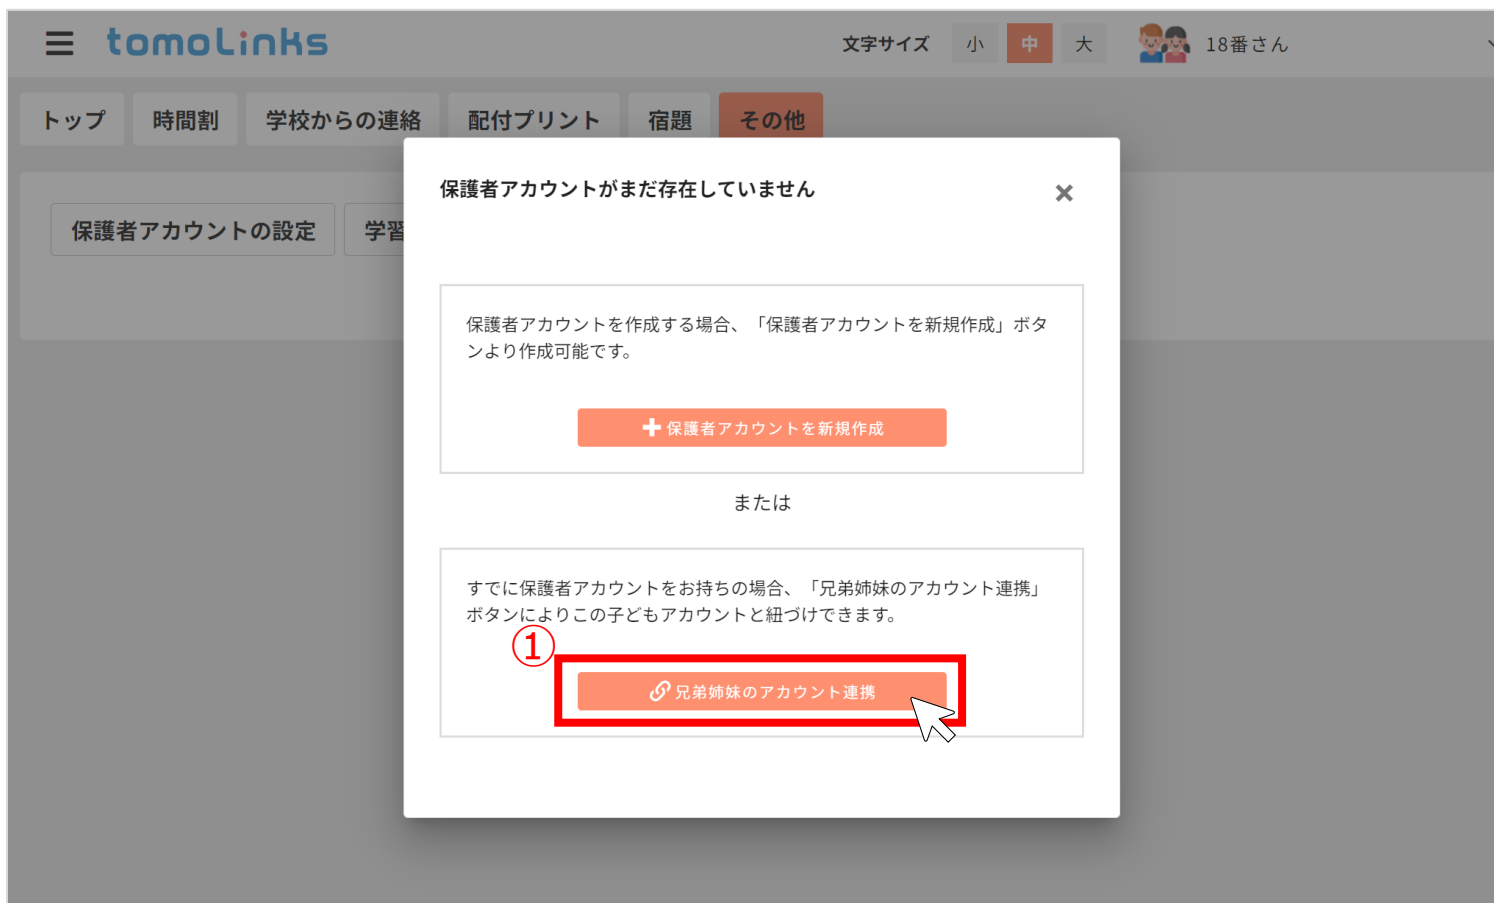 tomoLinks
文字サイズ 小 中 大 18番さん
トップ 時間割 学校からの連絡 配付プリント 宿題 その他
保護者アカウントの設定 学習
保護者アカウントがまだ存在していません ×
保護者アカウントを作成する場合、「保護者アカウントを新規作成」ボタ
ンより作成可能です。
保護者アカウントを新規作成
または
すでに保護者アカウントをお持ちの場合、「兄弟姉妹のアカウント連携」
ボタンによりこの子どもアカウントと紐づけできます。
①
兄弟姉妹のアカウント連携